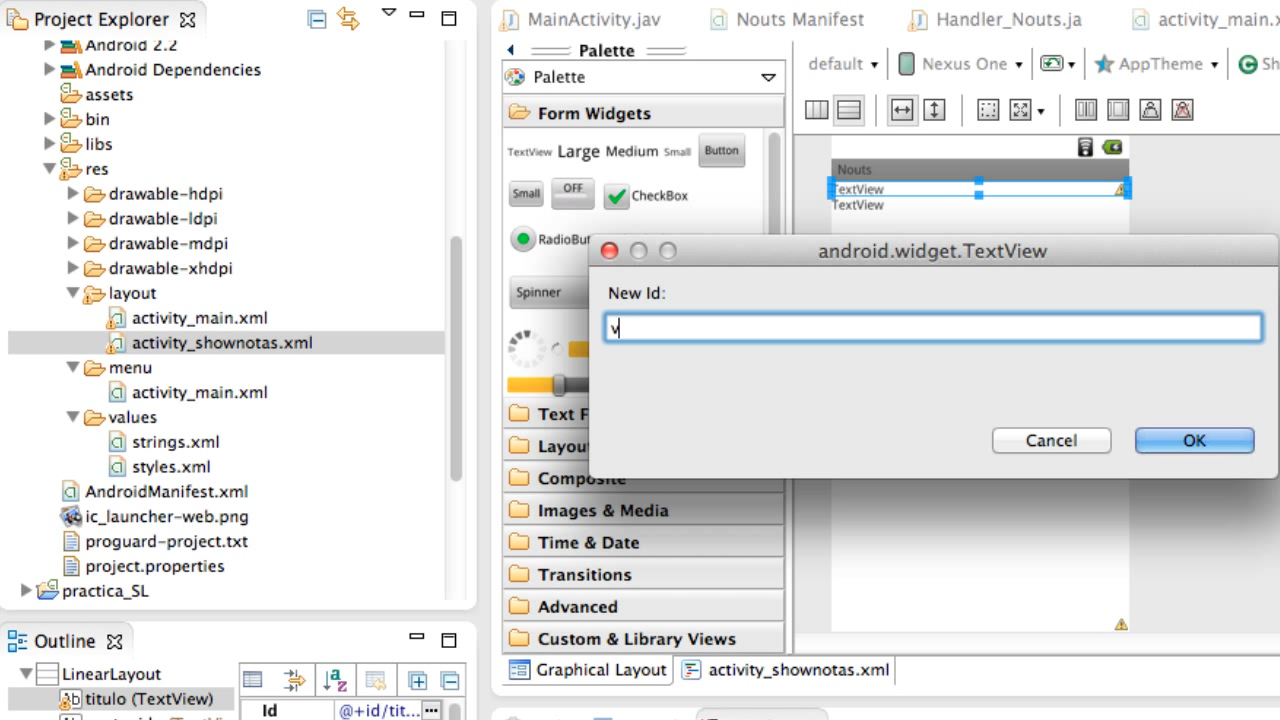 Project Explorer
Android 2.2
Android Dependencies
assets
bin
libs
res
drawable-hdpi
drawable-ldpi
drawable-mdpi
drawable-xhdpi
layout
activity_main.xml
activity_shownotas.xml
menu
activity_main.xml
values
strings.xml
styles.xml
AndroidManifest.xml
ic_launcher-web.png
proguard-project.txt
project.properties
practica_SL
Outline
LinearLayout
titulo (TextView)
Id
@+id/tit...
MainActivity.jav
Nouts Manifest
Handler_Nouts.ja
activity_main.x
Palette
Palette
Form Widgets
TextView Large Medium Small Button
Small OFF CheckBox
RadioBut
Spinner
Text F
Layou
Composite
Images & Media
Time & Date
Transitions
Advanced
Custom & Library Views
Graphical Layout
activity_shownotas.xml
default
Nexus One
AppTheme
Sh
Nouts
TextView
TextView
android.widget.TextView
New Id:
v
Cancel
OK